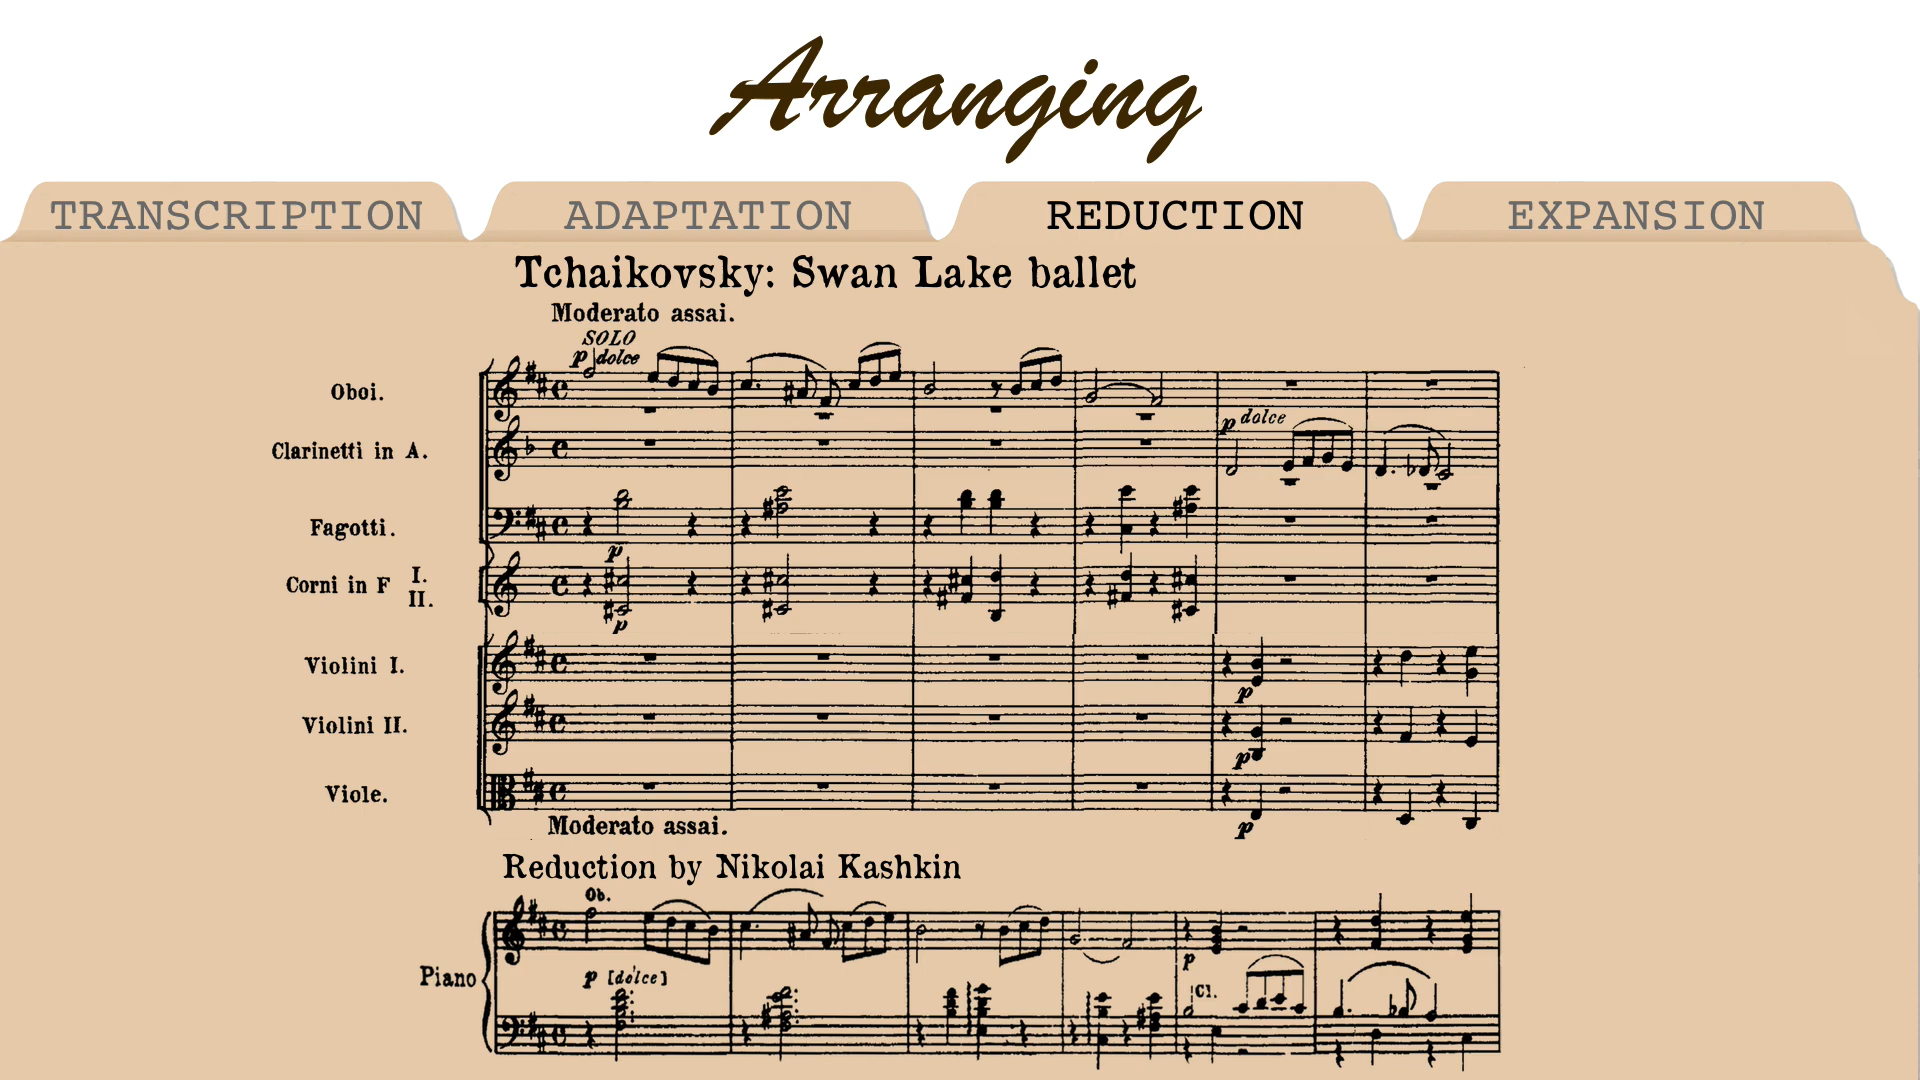 Arranging
TRANSCRIPTION
ADAPTATION
REDUCTION
EXPANSION
Tchaikovsky: Swan Lake ballet
Moderato assai.
SOLO
p dolce
Oboi.
p dolce
Clarinetti in A.
Fagotti.
p
Corni in F I.
II.
p
Violini I.
p
Violini II.
p
Viole.
p
Moderato assai.
Reduction by Nikolai Kashkin
Ob.
p
Piano
p [dolce]
Cl.